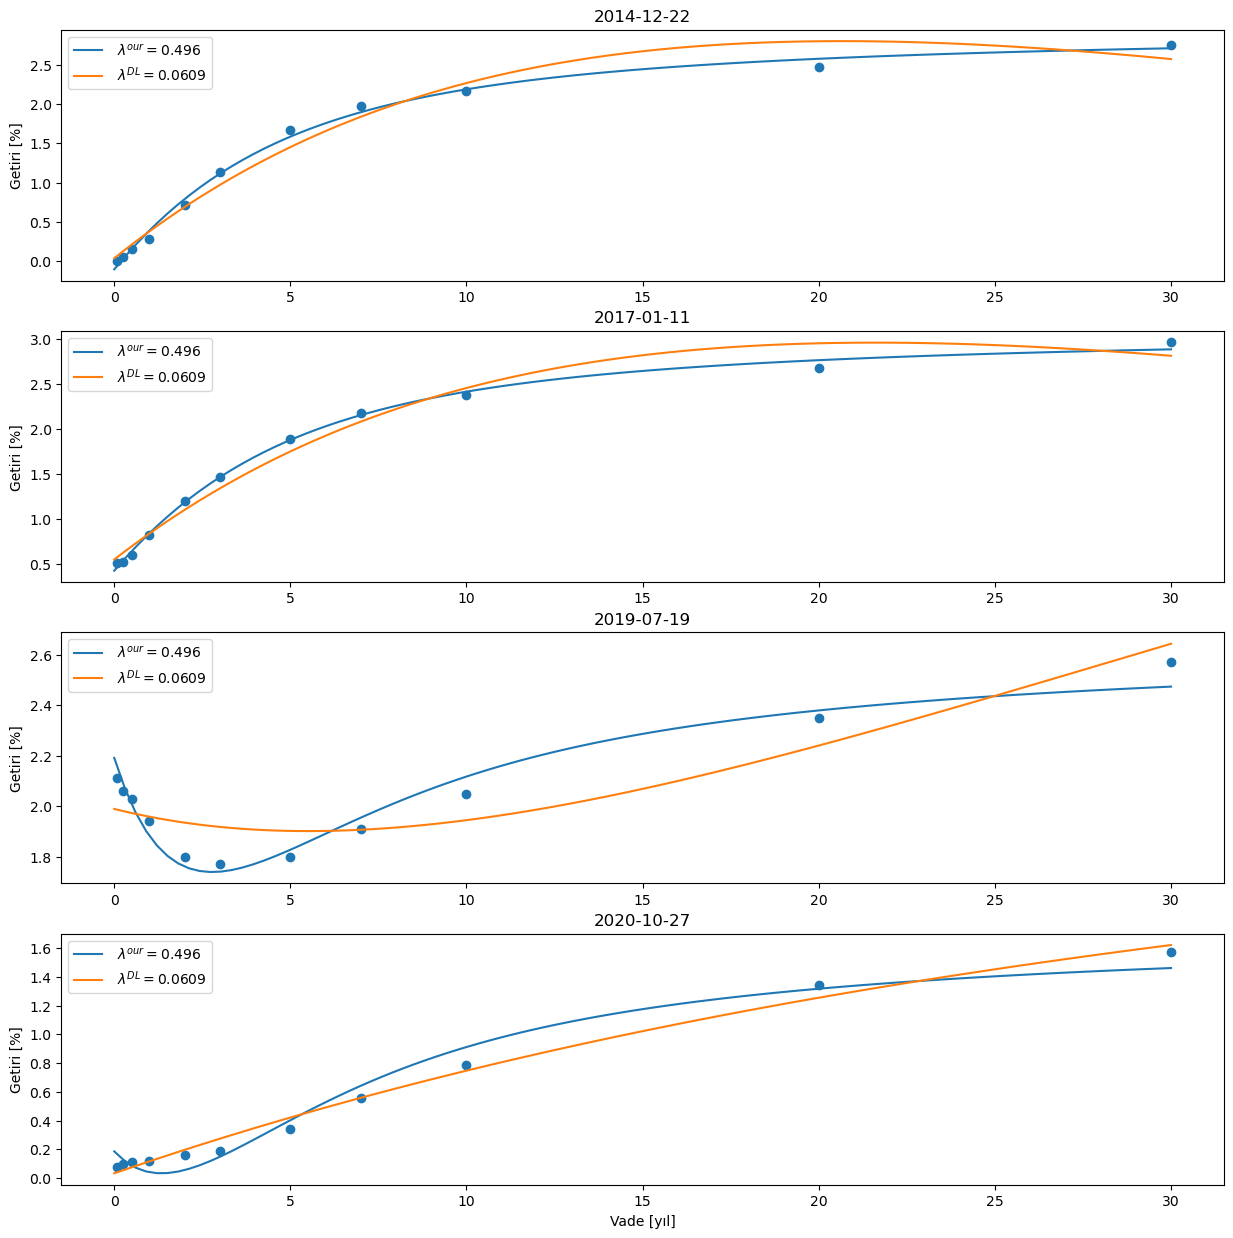 2014-12-22
λ^our = 0.496
λ^DL = 0.0609
Getiri [%]
2.5
2.0
1.5
1.0
0.5
0.0
0 5 10 15 20 25 30
2017-01-11
λ^our = 0.496
λ^DL = 0.0609
Getiri [%]
3.0
2.5
2.0
1.5
1.0
0.5
0 5 10 15 20 25 30
2019-07-19
λ^our = 0.496
λ^DL = 0.0609
Getiri [%]
2.6
2.4
2.2
2.0
1.8
0 5 10 15 20 25 30
2020-10-27
λ^our = 0.496
λ^DL = 0.0609
Getiri [%]
1.6
1.4
1.2
1.0
0.8
0.6
0.4
0.2
0.0
0 5 10 15 20 25 30
Vade [yıl]